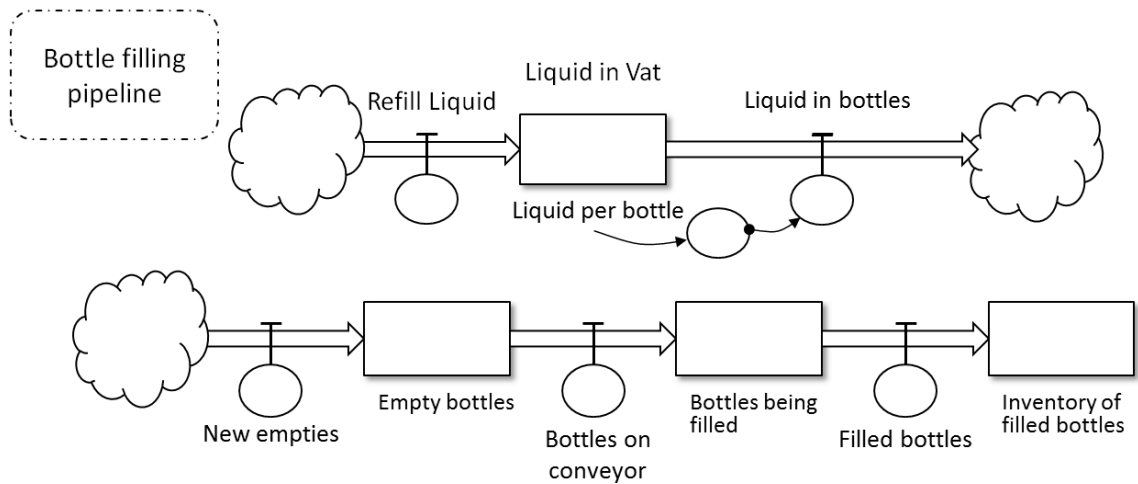 Bottle filling
pipeline
Refill Liquid
Liquid in Vat
Liquid in bottles
Liquid per bottle
New empties
Empty bottles
Bottles on
conveyor
Bottles being
filled
Filled bottles
Inventory of
filled bottles